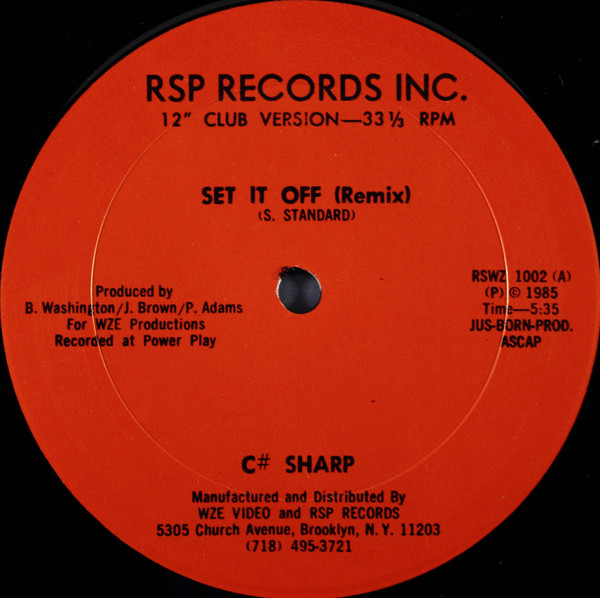 RSP RECORDS INC.
12" CLUB VERSION—33 ⅓ RPM
SET IT OFF (Remix)
(S. STANDARD)
Produced by
B. Washington/J. Brown/P. Adams
For WZE Productions
Recorded at Power Play
RSWZ 1002 (A)
(P) © 1985
Time—5:35
JUS-BORN-PROD.
ASCAP
C# SHARP
Manufactured and Distributed By
WZE VIDEO and RSP RECORDS
5305 Church Avenue, Brooklyn, N. Y. 11203
(718) 495-3721